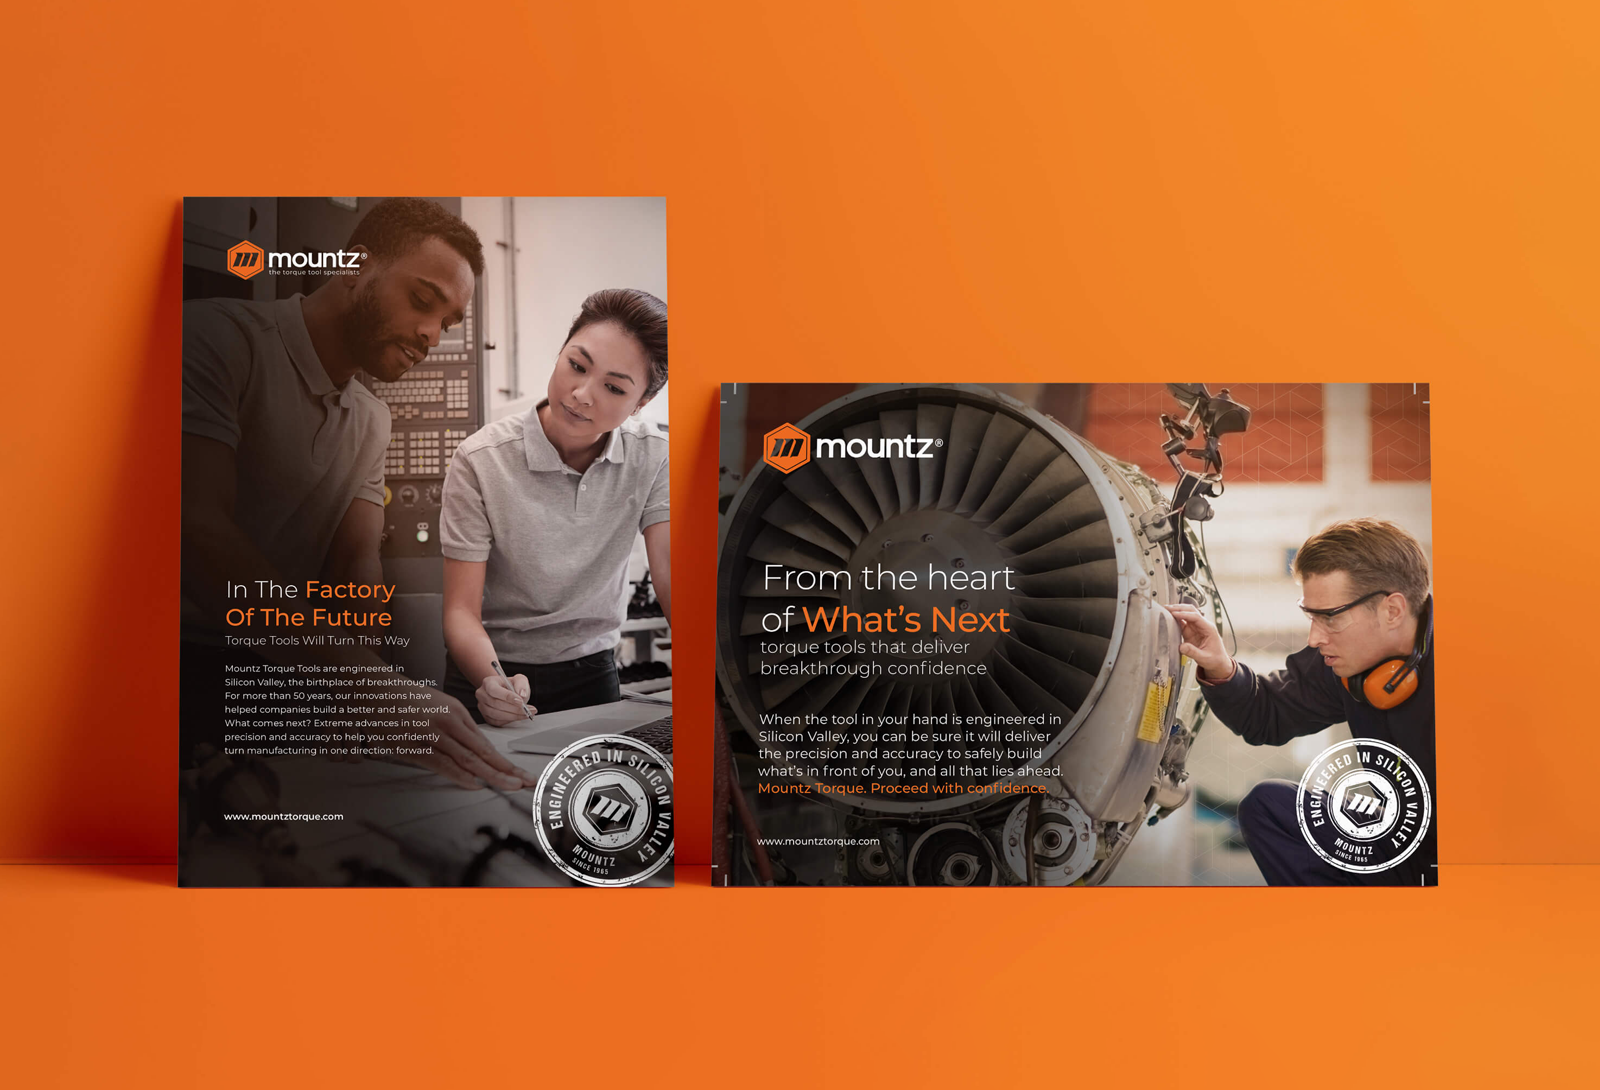 mountz®
the torque tool specialists
In The Factory
Of The Future
Torque Tools Will Turn This Way
Mountz Torque Tools are engineered in
Silicon Valley, the birthplace of breakthroughs.
For more than 50 years, our innovations have
helped companies build a better and safer world.
What comes next? Extreme advances in tool
precision and accuracy to help you confidently
turn manufacturing in one direction: forward.
www.mountztorque.com
ENGINEERED IN SILICON VALLEY
MOUNTZ
SINCE 1965
mountz®
From the heart
of What's Next
torque tools that deliver
breakthrough confidence
When the tool in your hand is engineered in
Silicon Valley, you can be sure it will deliver
the precision and accuracy to safely build
what's in front of you, and all that lies ahead.
Mountz Torque. Proceed with confidence.
www.mountztorque.com
ENGINEERED IN SILICON VALLEY
MOUNTZ
SINCE 1965